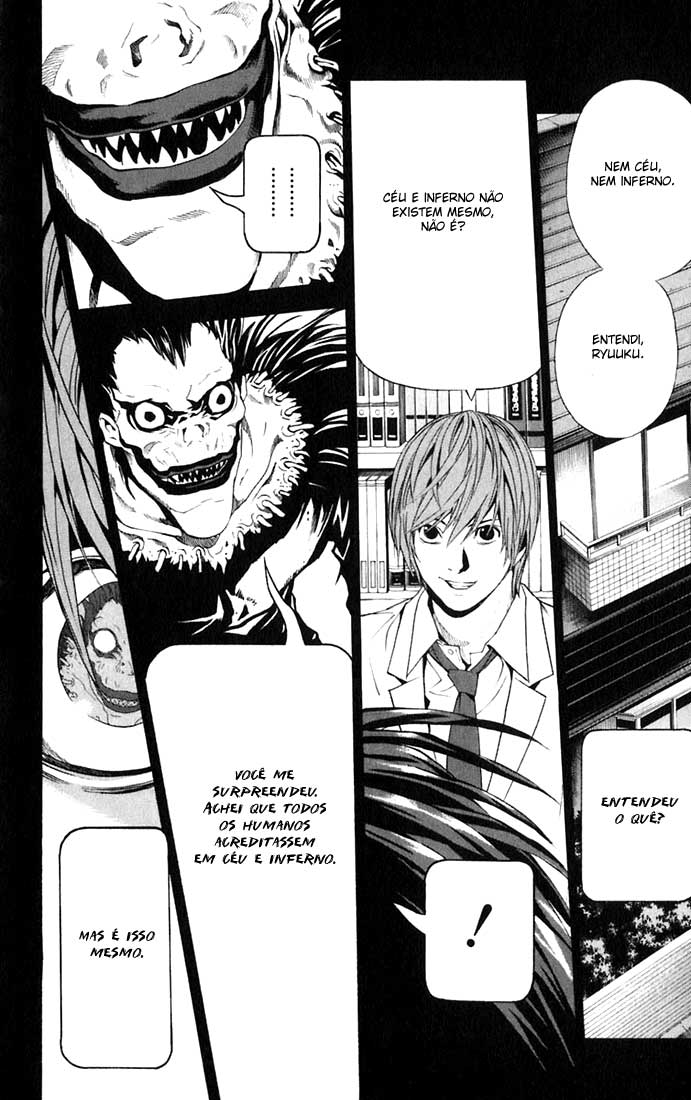 NEM CÉU,
NEM INFERNO.
ENTENDI,
RYUUKU.
ENTENDEU
O QUÊ?
CÉU E INFERNO NÃO
EXISTEM MESMO,
NÃO É?
!
........
VOCÊ ME
SURPREENDEU.
ACHEI QUE TODOS
OS HUMANOS
ACREDITASSEM
EM CÉU E INFERNO.
MAS É ISSO
MESMO.